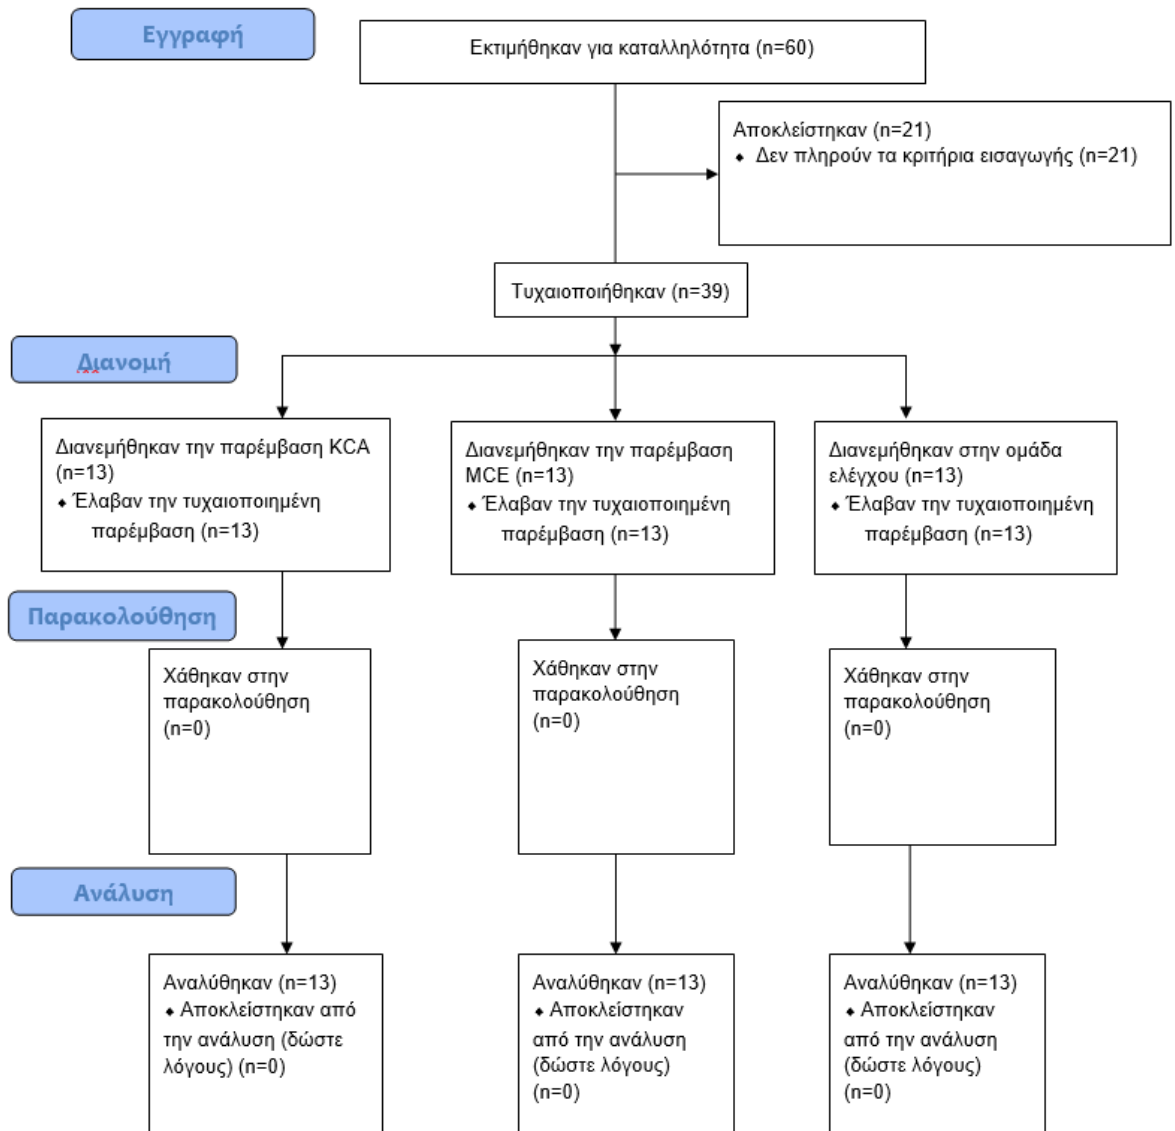 Εγγραφή
Εκτιμήθηκαν για καταλληλότητα (n=60)
Αποκλείστηκαν (n=21)
⬥ Δεν πληρούν τα κριτήρια εισαγωγής (n=21)
Τυχαιοποιήθηκαν (n=39)
Διανομή
Διανεμήθηκαν την παρέμβαση KCA
(n=13)
⬥ Έλαβαν την τυχαιοποιημένη
παρέμβαση (n=13)
Διανεμήθηκαν την παρέμβαση
MCE (n=13)
⬥ Έλαβαν την τυχαιοποιημένη
παρέμβαση (n=13)
Διανεμήθηκαν στην ομάδα
ελέγχου (n=13)
⬥ Έλαβαν την τυχαιοποιημένη
παρέμβαση (n=13)
Παρακολούθηση
Χάθηκαν στην
παρακολούθηση
(n=0)
Χάθηκαν στην
παρακολούθηση
(n=0)
Χάθηκαν στην
παρακολούθηση
(n=0)
Ανάλυση
Αναλύθηκαν (n=13)
⬥ Αποκλείστηκαν από
την ανάλυση (δώστε
λόγους) (n=0)
Αναλύθηκαν (n=13)
⬥ Αποκλείστηκαν
από την ανάλυση
(δώστε λόγους)
(n=0)
Αναλύθηκαν (n=13)
⬥ Αποκλείστηκαν
από την ανάλυση
(δώστε λόγους)
(n=0)